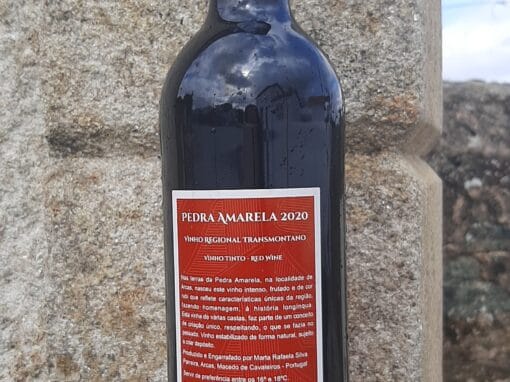 Pedra Amarela 2020
Vinho Regional Transmontano
Vinho Tinto - Red Wine
Nas terras da Pedra Amarela, na localidade de
Arcas, nasceu este vinho intenso, frutado e de cor
rubi que reflete características únicas da região,
fazendo homenagem, à história longínqua.
Esta vinha de várias castas, faz parte de um conceito
de criação único, respeitando, o que se fazia no
passado. Vinho estabilizado de forma natural, sujeito
a criar depósito.
Produzido e Engarrafado por Marta Rafaela Silva
Parreira, Arcas, Macedo de Cavaleiros - Portugal
Servir de preferência entre os 16º e 18ºC.